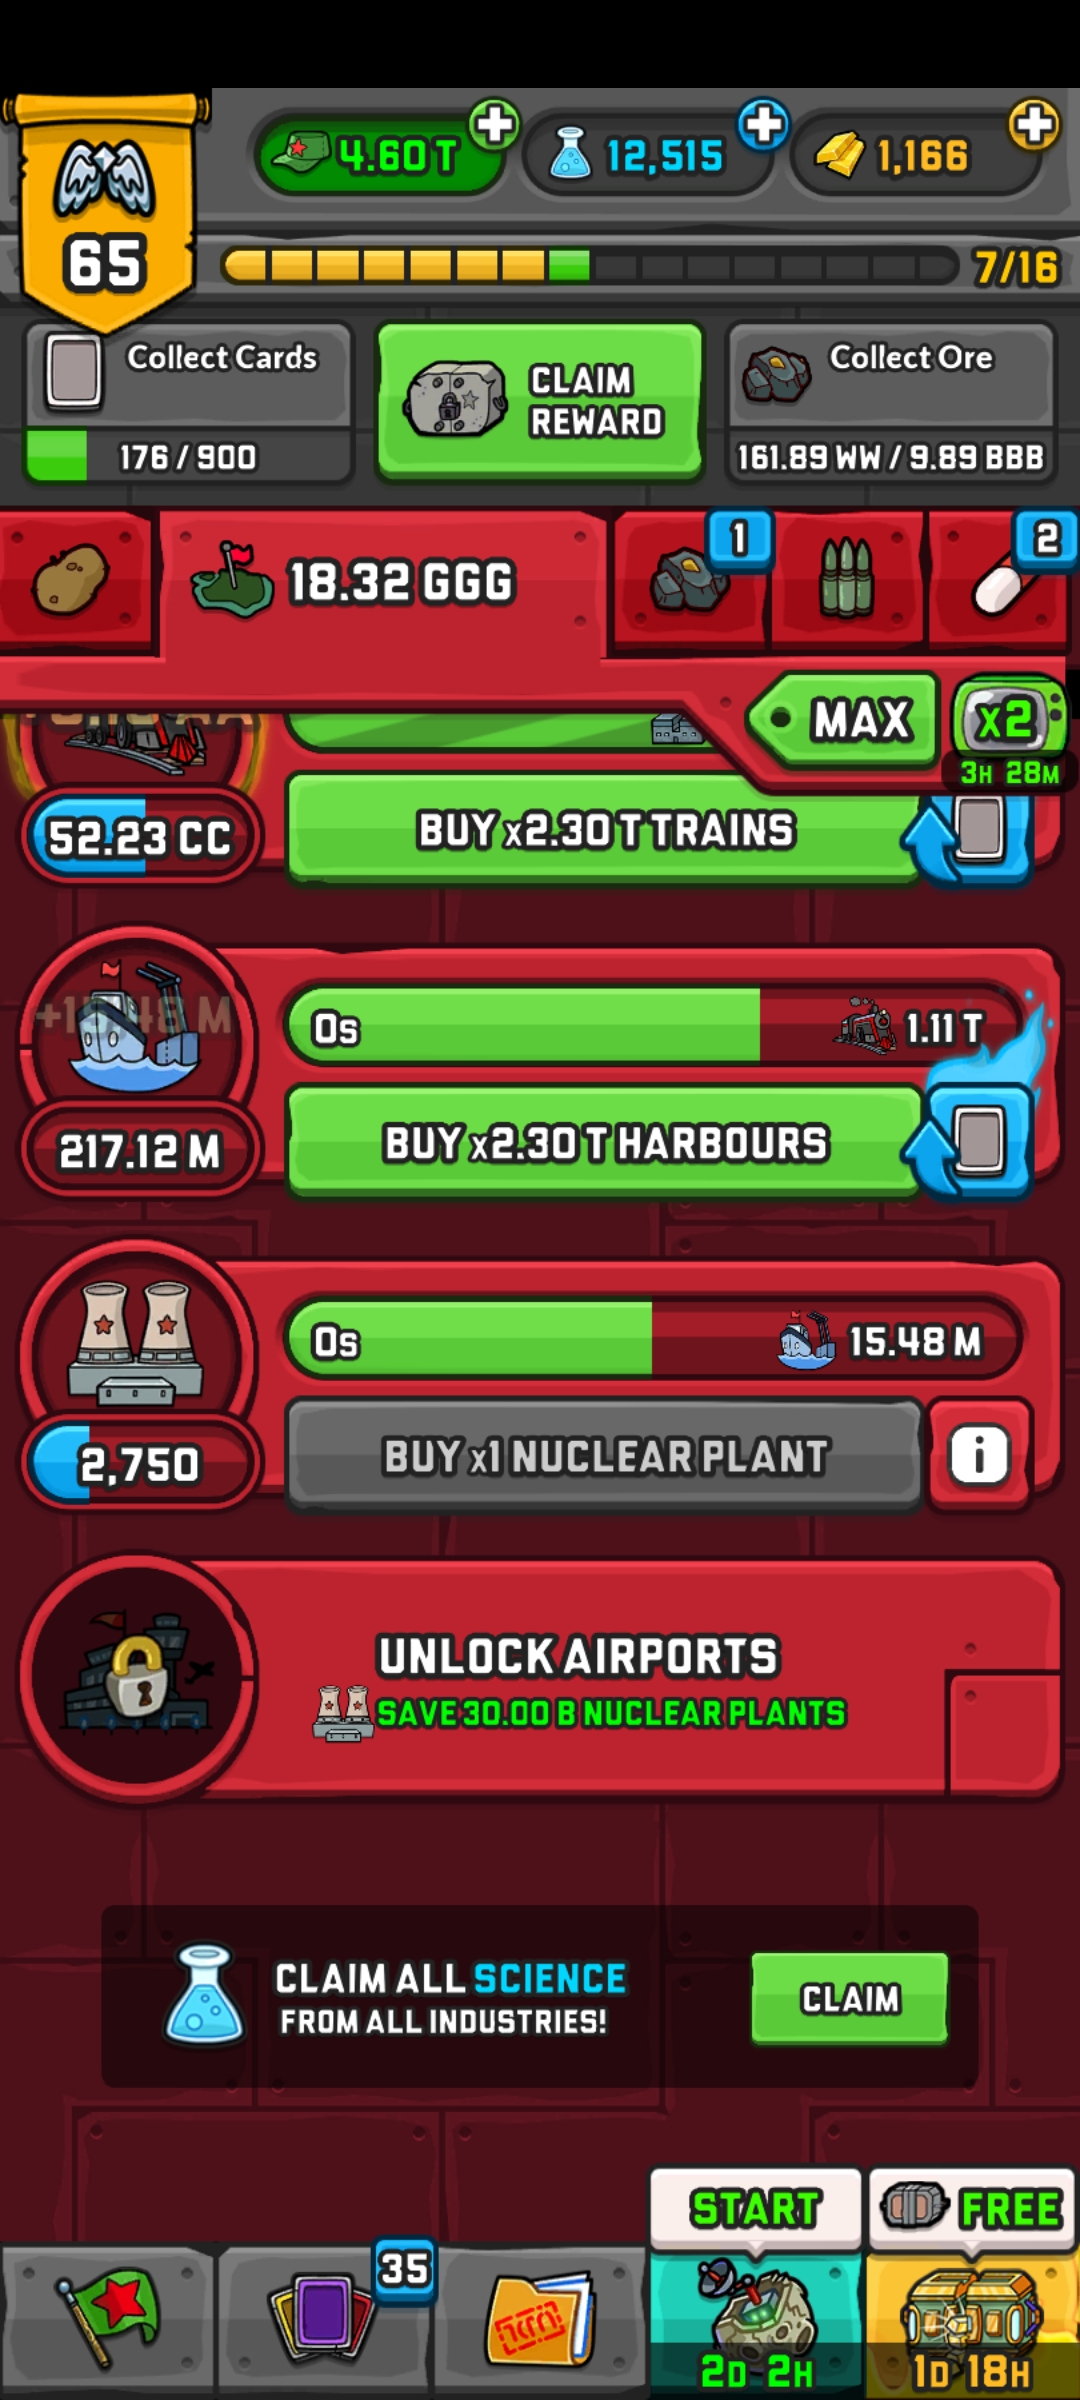 4.60 T
12,515
1,166
65
7/16
Collect Cards
176 / 900
CLAIM
REWARD
Collect Ore
161.89 WW / 9.89 BBB
18.32 GGG
1
2
MAX
x2
3H 28M
52.23 CC
BUY x2.30 T TRAINS
+15.48 M
0s
1.11 T
217.12 M
BUY x2.30 T HARBOURS
0s
15.48 M
2,750
BUY x1 NUCLEAR PLANT
i
UNLOCK AIRPORTS
SAVE 30.00 B NUCLEAR PLANTS
CLAIM ALL SCIENCE
FROM ALL INDUSTRIES!
CLAIM
START
FREE
35
2D 2H
1D 18H